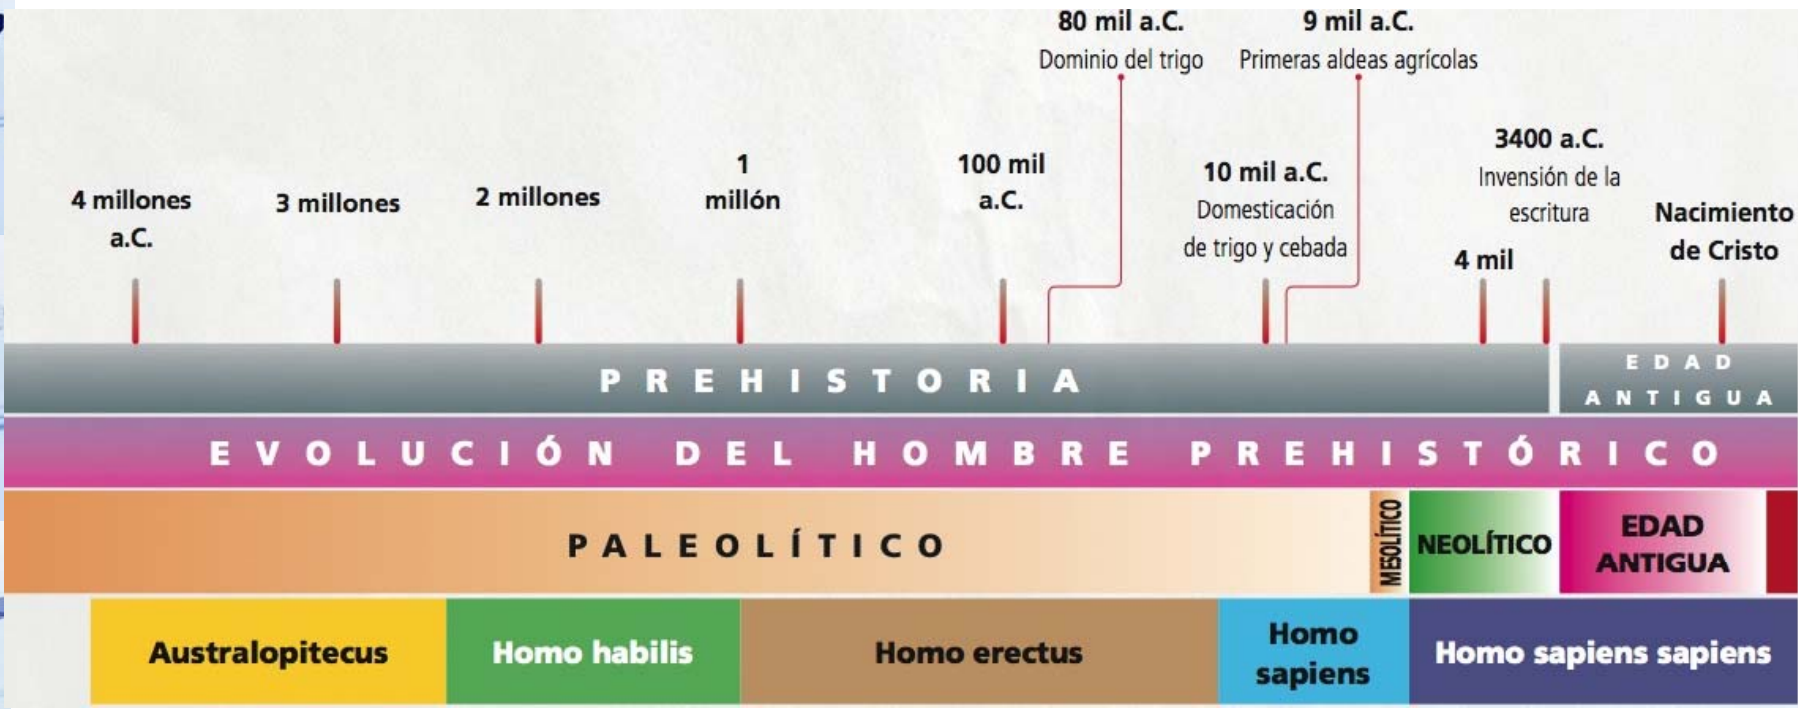 80 mil a.C.
Dominio del trigo
9 mil a.C.
Primeras aldeas agrícolas
4 millones
a.C.
3 millones
2 millones
1
millón
100 mil
a.C.
10 mil a.C.
Domesticación
de trigo y cebada
4 mil
3400 a.C.
Invensión de la
escritura
Nacimiento
de Cristo
PREHISTORIA
EDAD
ANTIGUA
EVOLUCIÓN DEL HOMBRE PREHISTÓRICO
PALEOLÍTICO
MESOLÍTICO
NEOLÍTICO
EDAD
ANTIGUA
Australopitecus
Homo habilis
Homo erectus
Homo
sapiens
Homo sapiens sapiens